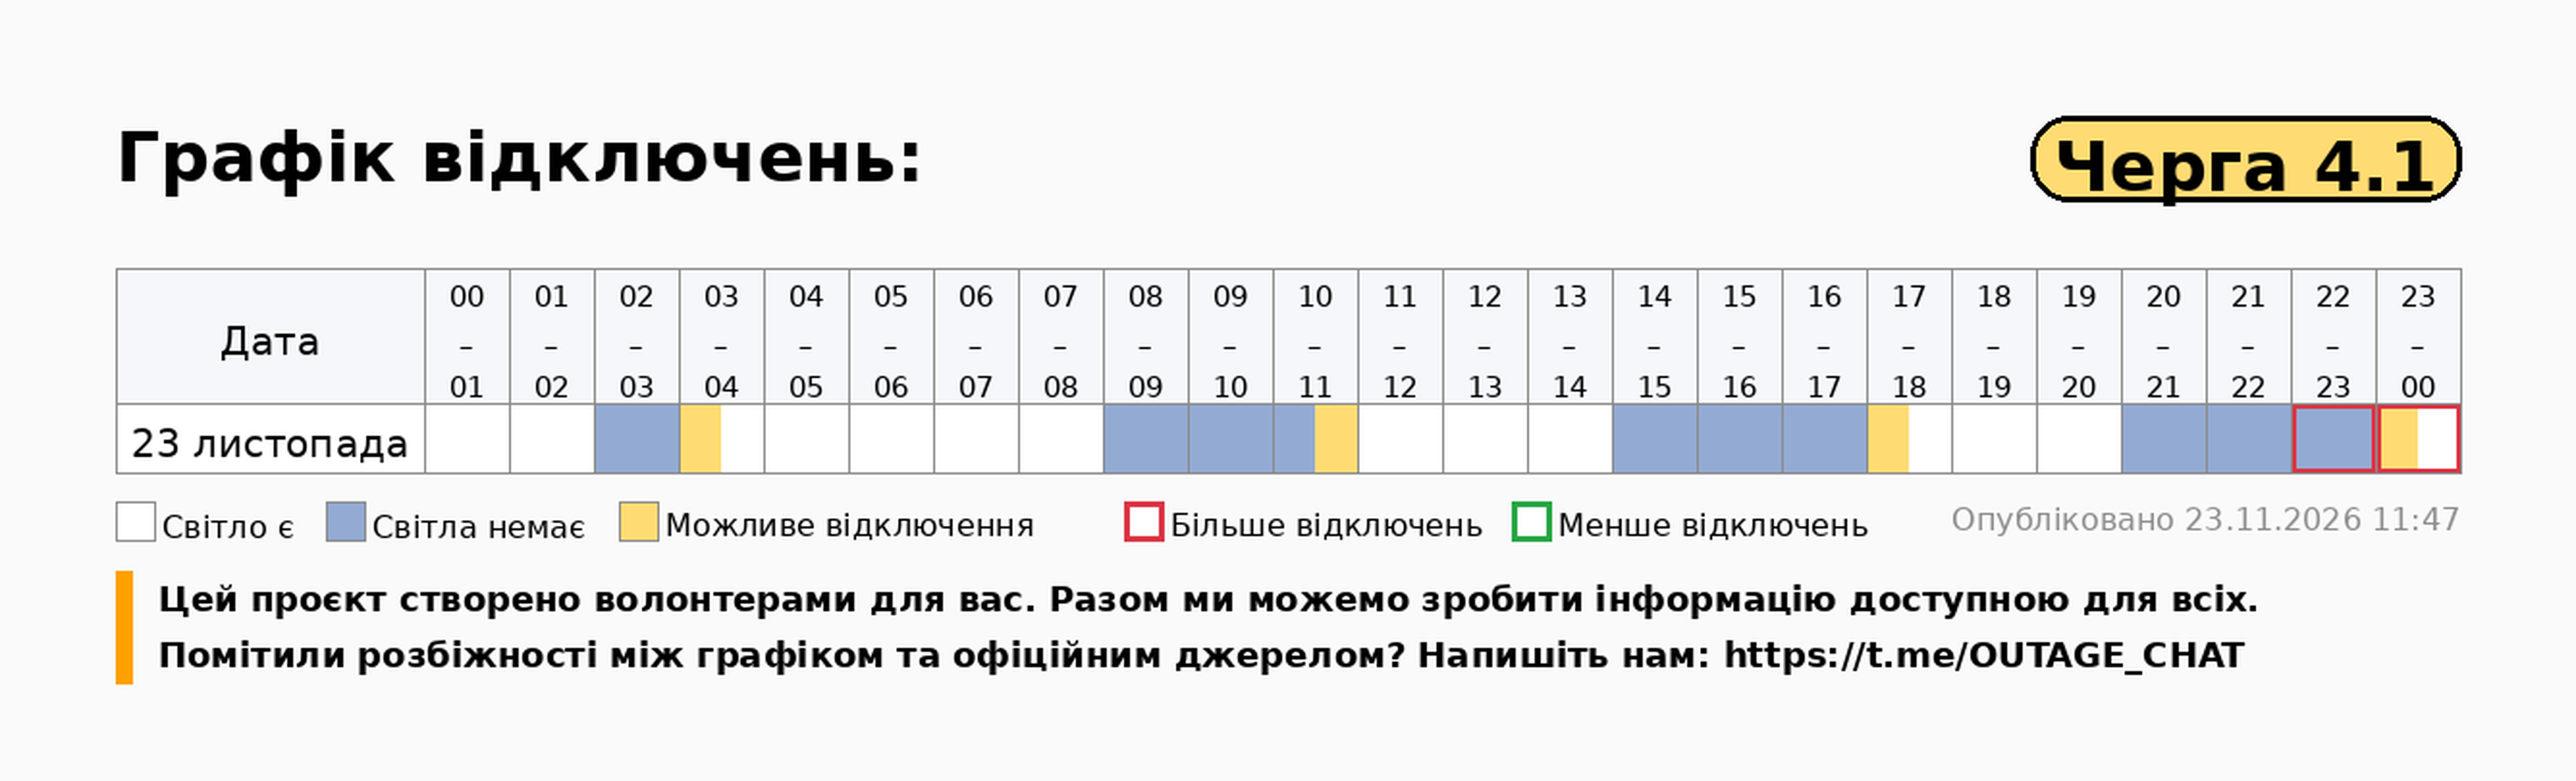 Графік відключень:
Черга 4.1
Дата
00 – 01
01 – 02
02 – 03
03 – 04
04 – 05
05 – 06
06 – 07
07 – 08
08 – 09
09 – 10
10 – 11
11 – 12
12 – 13
13 – 14
14 – 15
15 – 16
16 – 17
17 – 18
18 – 19
19 – 20
20 – 21
21 – 22
22 – 23
23 – 00
23 листопада
Світло є
Світла немає
Можливе відключення
Більше відключень
Менше відключень
Опубліковано 23.11.2026 11:47
Цей проєкт створено волонтерами для вас. Разом ми можемо зробити інформацію доступною для всіх.
Помітили розбіжності між графіком та офіційним джерелом? Напишіть нам: https://t.me/OUTAGE_CHAT